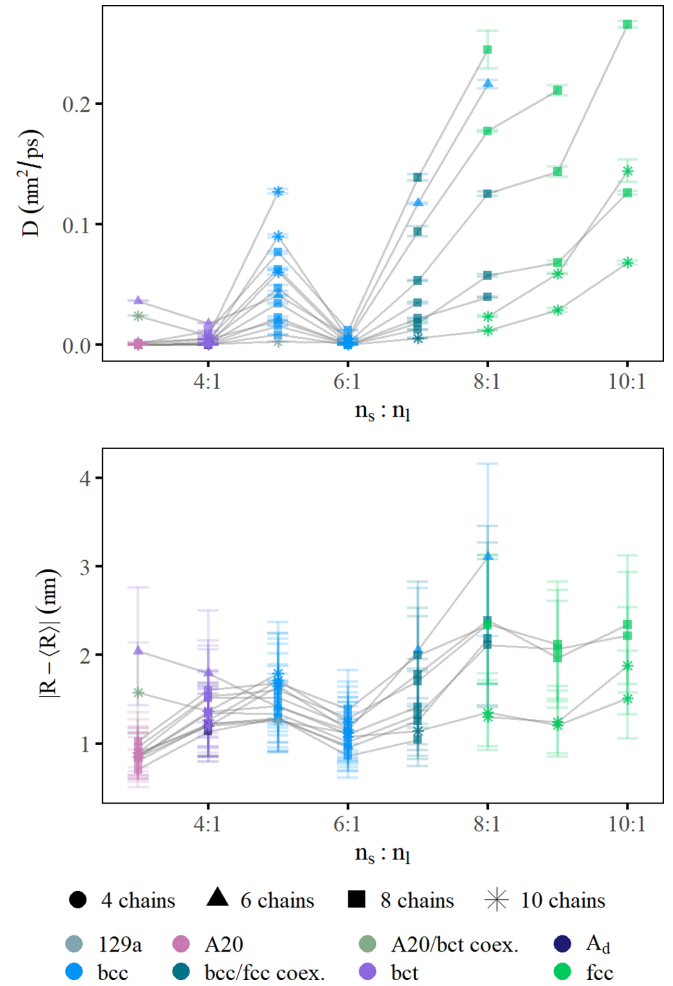 0.2
0.1
0.0
D (nm²/ps)
4:1 6:1 8:1 10:1
nₛ : nₗ
4
3
2
1
|R − ⟨R⟩| (nm)
4:1 6:1 8:1 10:1
nₛ : nₗ
4 chains 6 chains 8 chains 10 chains
129a A20 A20/bct coex. A_d
bcc bcc/fcc coex. bct fcc